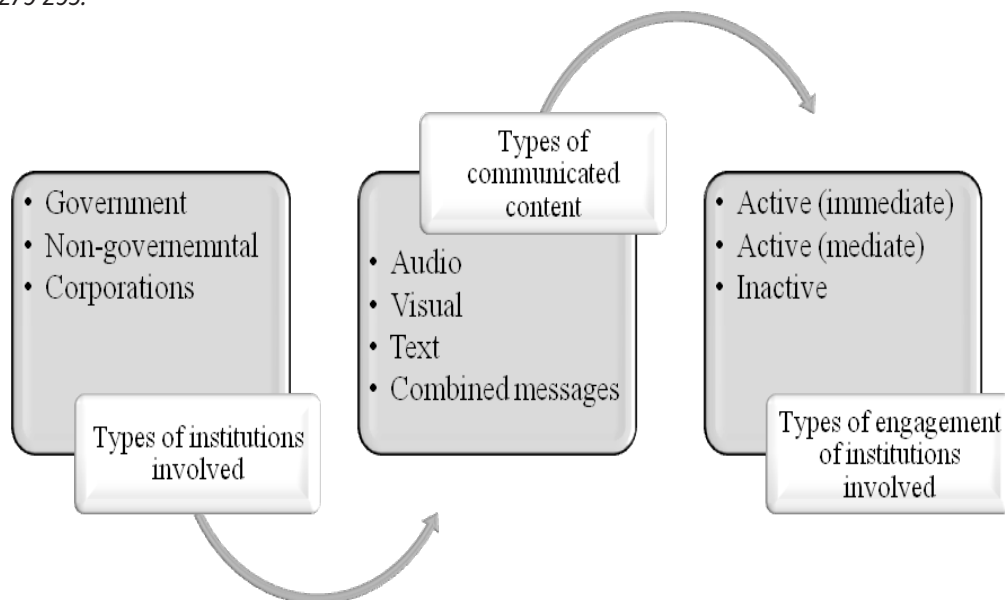 • Government
• Non-governemntal
• Corporations
Types of institutions
involved
Types of
communicated
content
• Audio
• Visual
• Text
• Combined messages
• Active (immediate)
• Active (mediate)
• Inactive
Types of engagement
of institutions
involved